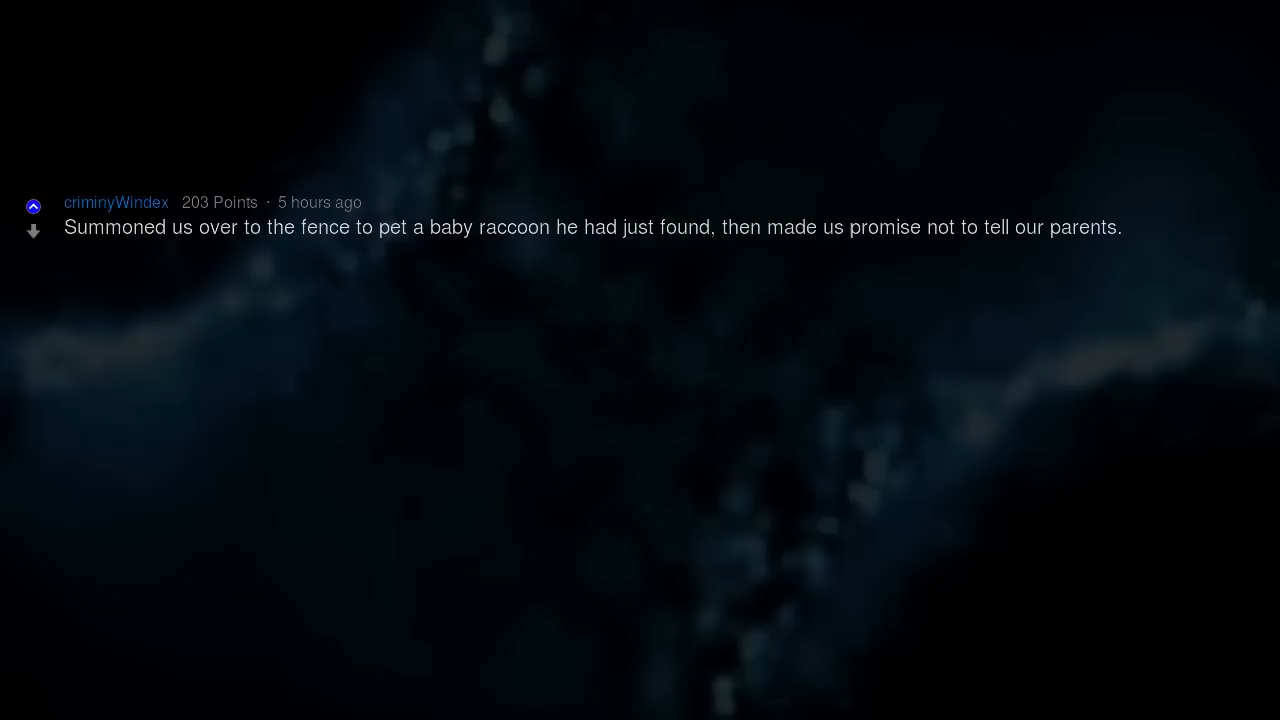 criminyWindex 203 Points · 5 hours ago
Summoned us over to the fence to pet a baby raccoon he had just found, then made us promise not to tell our parents.